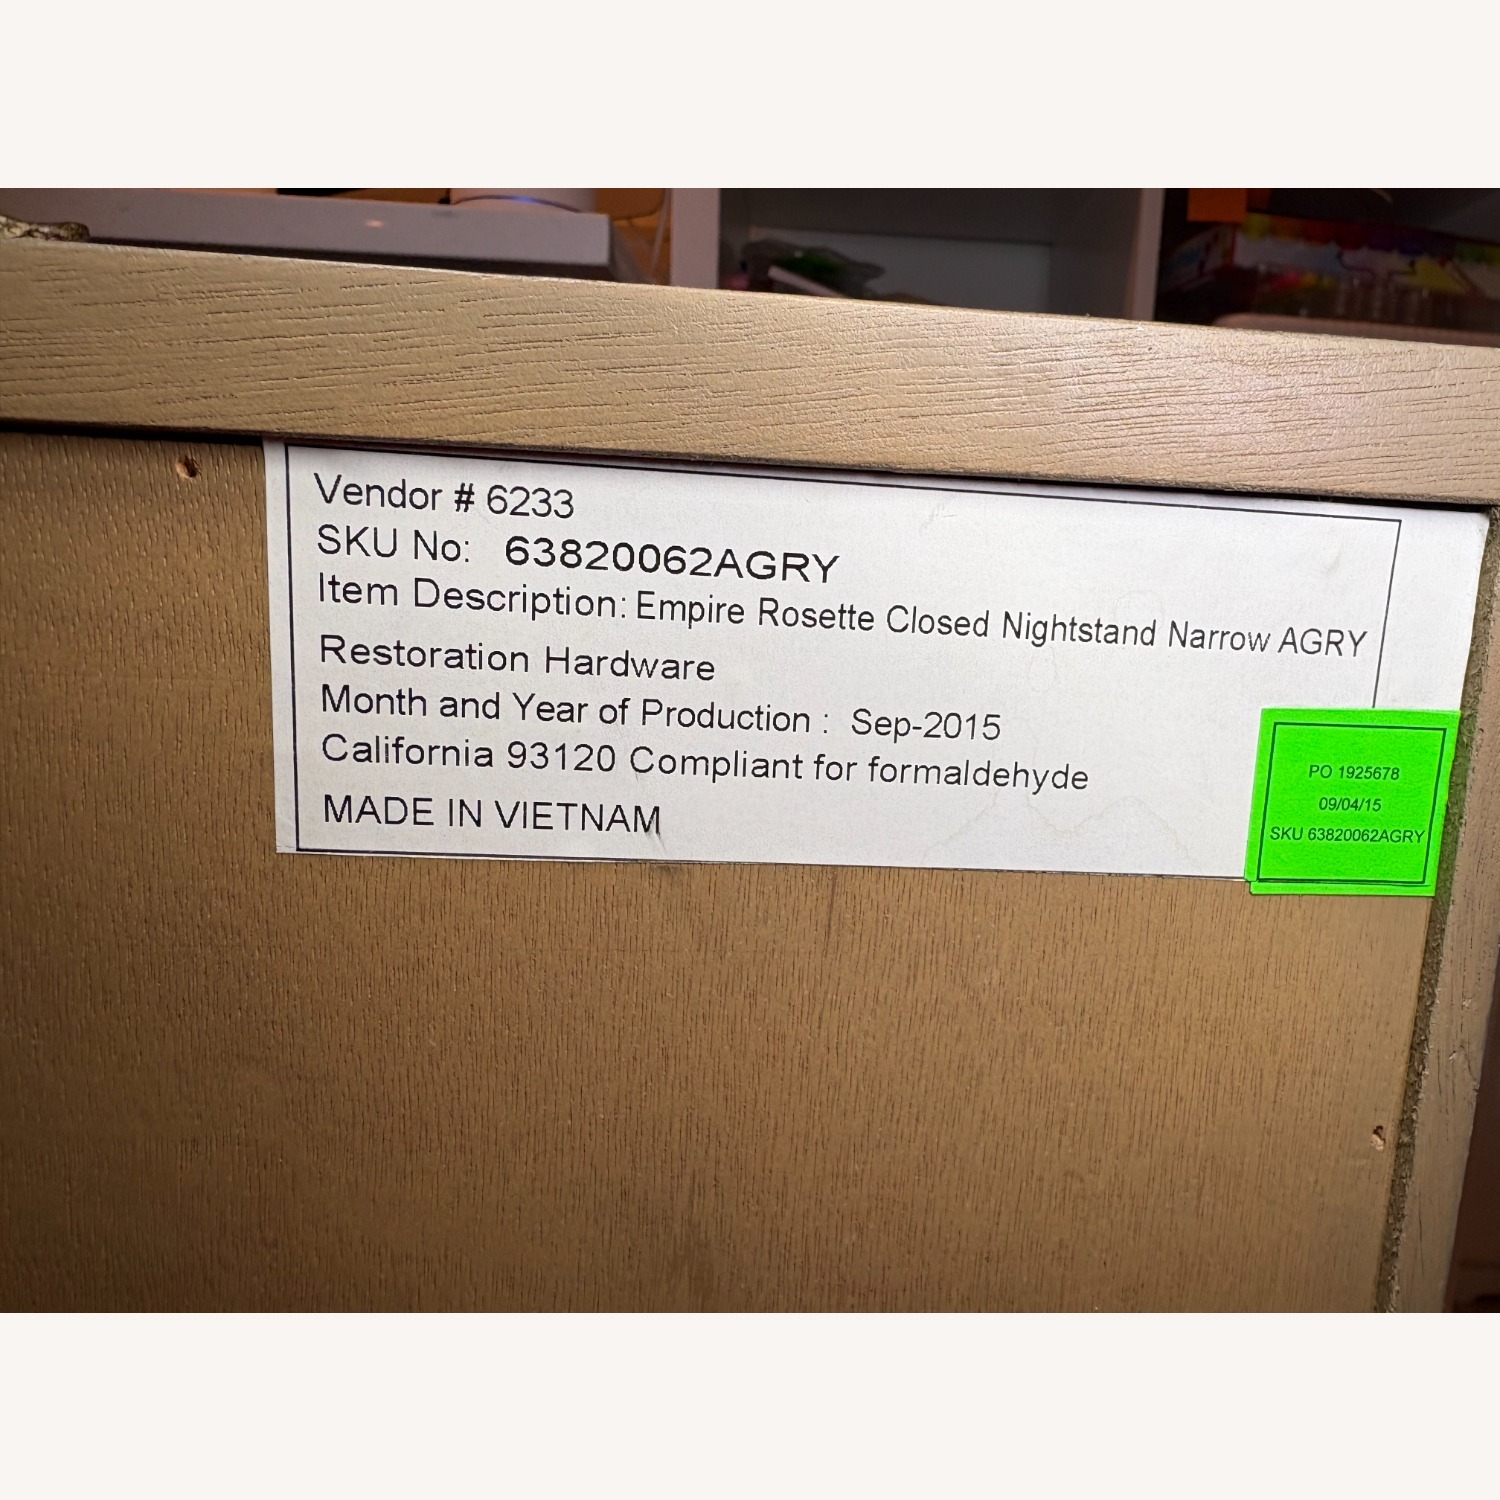 Vendor # 6233
SKU No: 63820062AGRY
Item Description: Empire Rosette Closed Nightstand Narrow AGRY
Restoration Hardware
Month and Year of Production : Sep-2015
California 93120 Compliant for formaldehyde
MADE IN VIETNAM
PO 1925678
09/04/15
SKU 63820062AGRY